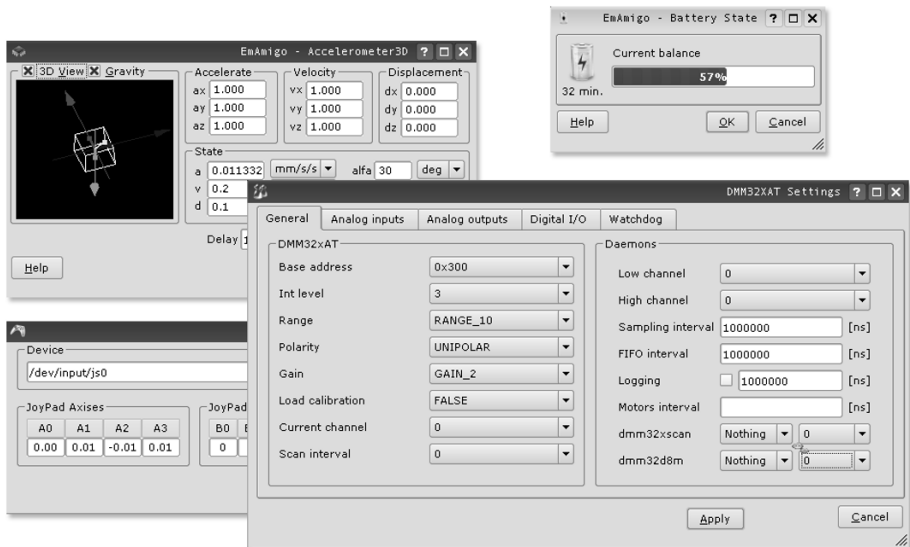 EmAmigo - Battery State
Current balance
57%
32 min.
Help
OK
Cancel
EmAmigo - Accelerometer3D
3D View Gravity
Accelerate
ax 1.000
ay 1.000
az 1.000
Velocity
vx 1.000
vy 1.000
vz 1.000
Displacement
dx 0.000
dy 0.000
dz 0.000
State
a 0.011332 mm/s/s alfa 30 deg
v 0.2
d 0.1
Delay
Help
Device
/dev/input/js0
JoyPad Axises
A0 A1 A2 A3
0.00 0.01 -0.01 0.01
JoyPad
B0
0
DMM32XAT Settings
General Analog inputs Analog outputs Digital I/O Watchdog
DMM32xAT
Base address 0x300
Int level 3
Range RANGE_10
Polarity UNIPOLAR
Gain GAIN_2
Load calibration FALSE
Current channel 0
Scan interval 0
Daemons
Low channel 0
High channel 0
Sampling interval 1000000 [ns]
FIFO interval 1000000 [ns]
Logging 1000000 [ns]
Motors interval [ns]
dmm32xscan Nothing 0
dmm32d8m Nothing 0
Apply
Cancel